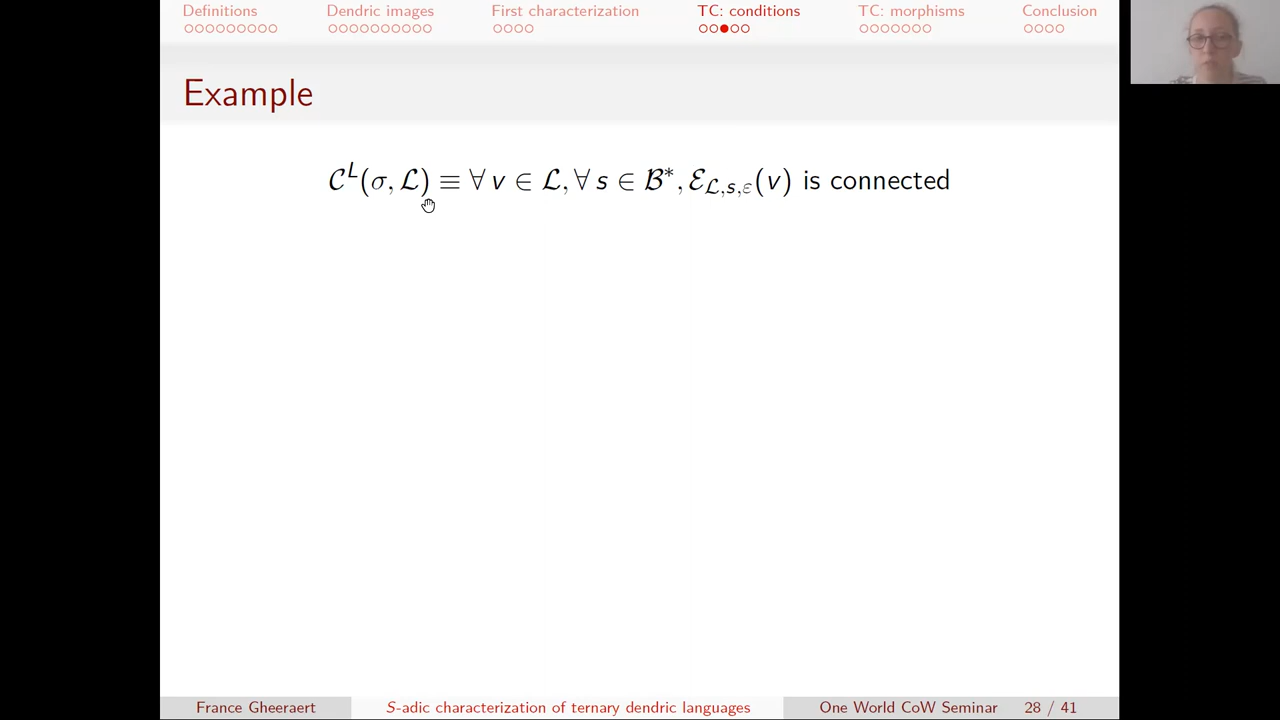 Definitions Dendric images First characterization TC: conditions TC: morphisms Conclusion
Example
𝒞ᴸ(σ, ℒ) ≡ ∀ v ∈ ℒ, ∀ s ∈ ℬ*, ℰ_{ℒ,s,ε}(v) is connected
France Gheeraert S-adic characterization of ternary dendric languages One World CoW Seminar 28 / 41